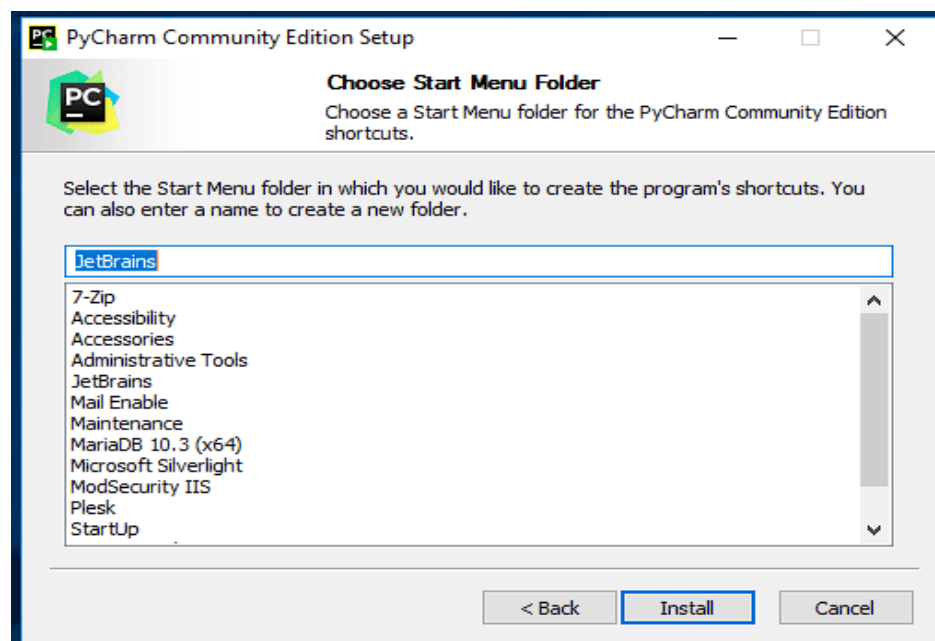 PyCharm Community Edition Setup
PC
Choose Start Menu Folder
Choose a Start Menu folder for the PyCharm Community Edition
shortcuts.
Select the Start Menu folder in which you would like to create the program's shortcuts. You
can also enter a name to create a new folder.
JetBrains
7-Zip
Accessibility
Accessories
Administrative Tools
JetBrains
Mail Enable
Maintenance
MariaDB 10.3 (x64)
Microsoft Silverlight
ModSecurity IIS
Plesk
StartUp
< Back Install Cancel